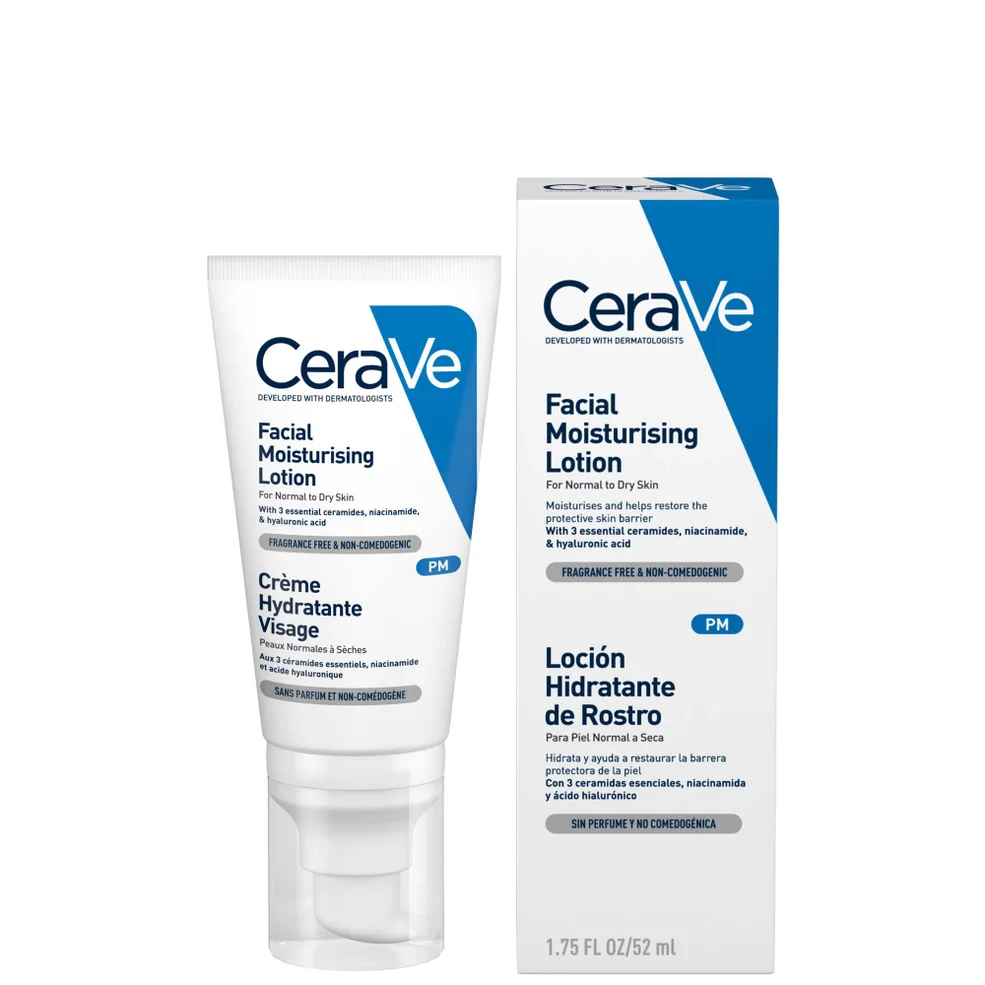 CeraVe
DEVELOPED WITH DERMATOLOGISTS
Facial
Moisturising
Lotion
For Normal to Dry Skin
With 3 essential ceramides, niacinamide,
& hyaluronic acid
FRAGRANCE FREE & NON-COMEDOGENIC
PM
Crème
Hydratante
Visage
Peaux Normales à Sèches
Aux 3 céramides essentiels, niacinamide
et acide hyaluronique
SANS PARFUM ET NON-COMÉDOGÈNE
CeraVe
DEVELOPED WITH DERMATOLOGISTS
CeraVe
DEVELOPED WITH DERMATOLOGISTS
Facial
Moisturising
Lotion
For Normal to Dry Skin
Moisturises and helps restore the
protective skin barrier
With 3 essential ceramides, niacinamide,
& hyaluronic acid
FRAGRANCE FREE & NON-COMEDOGENIC
PM
Loción
Hidratante
de Rostro
Para Piel Normal a Seca
Hidrata y ayuda a restaurar la barrera
protectora de la piel
Con 3 ceramidas esenciales, niacinamida
y ácido hialurónico
SIN PERFUME Y NO COMEDOGÉNICA
1.75 FL OZ/52 ml